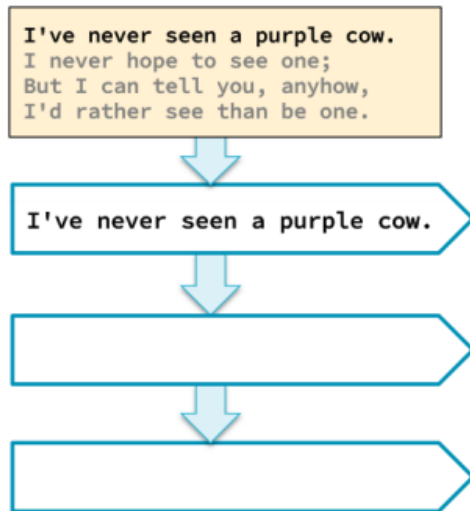 I've never seen a purple cow.
I never hope to see one;
But I can tell you, anyhow,
I'd rather see than be one.
I've never seen a purple cow.